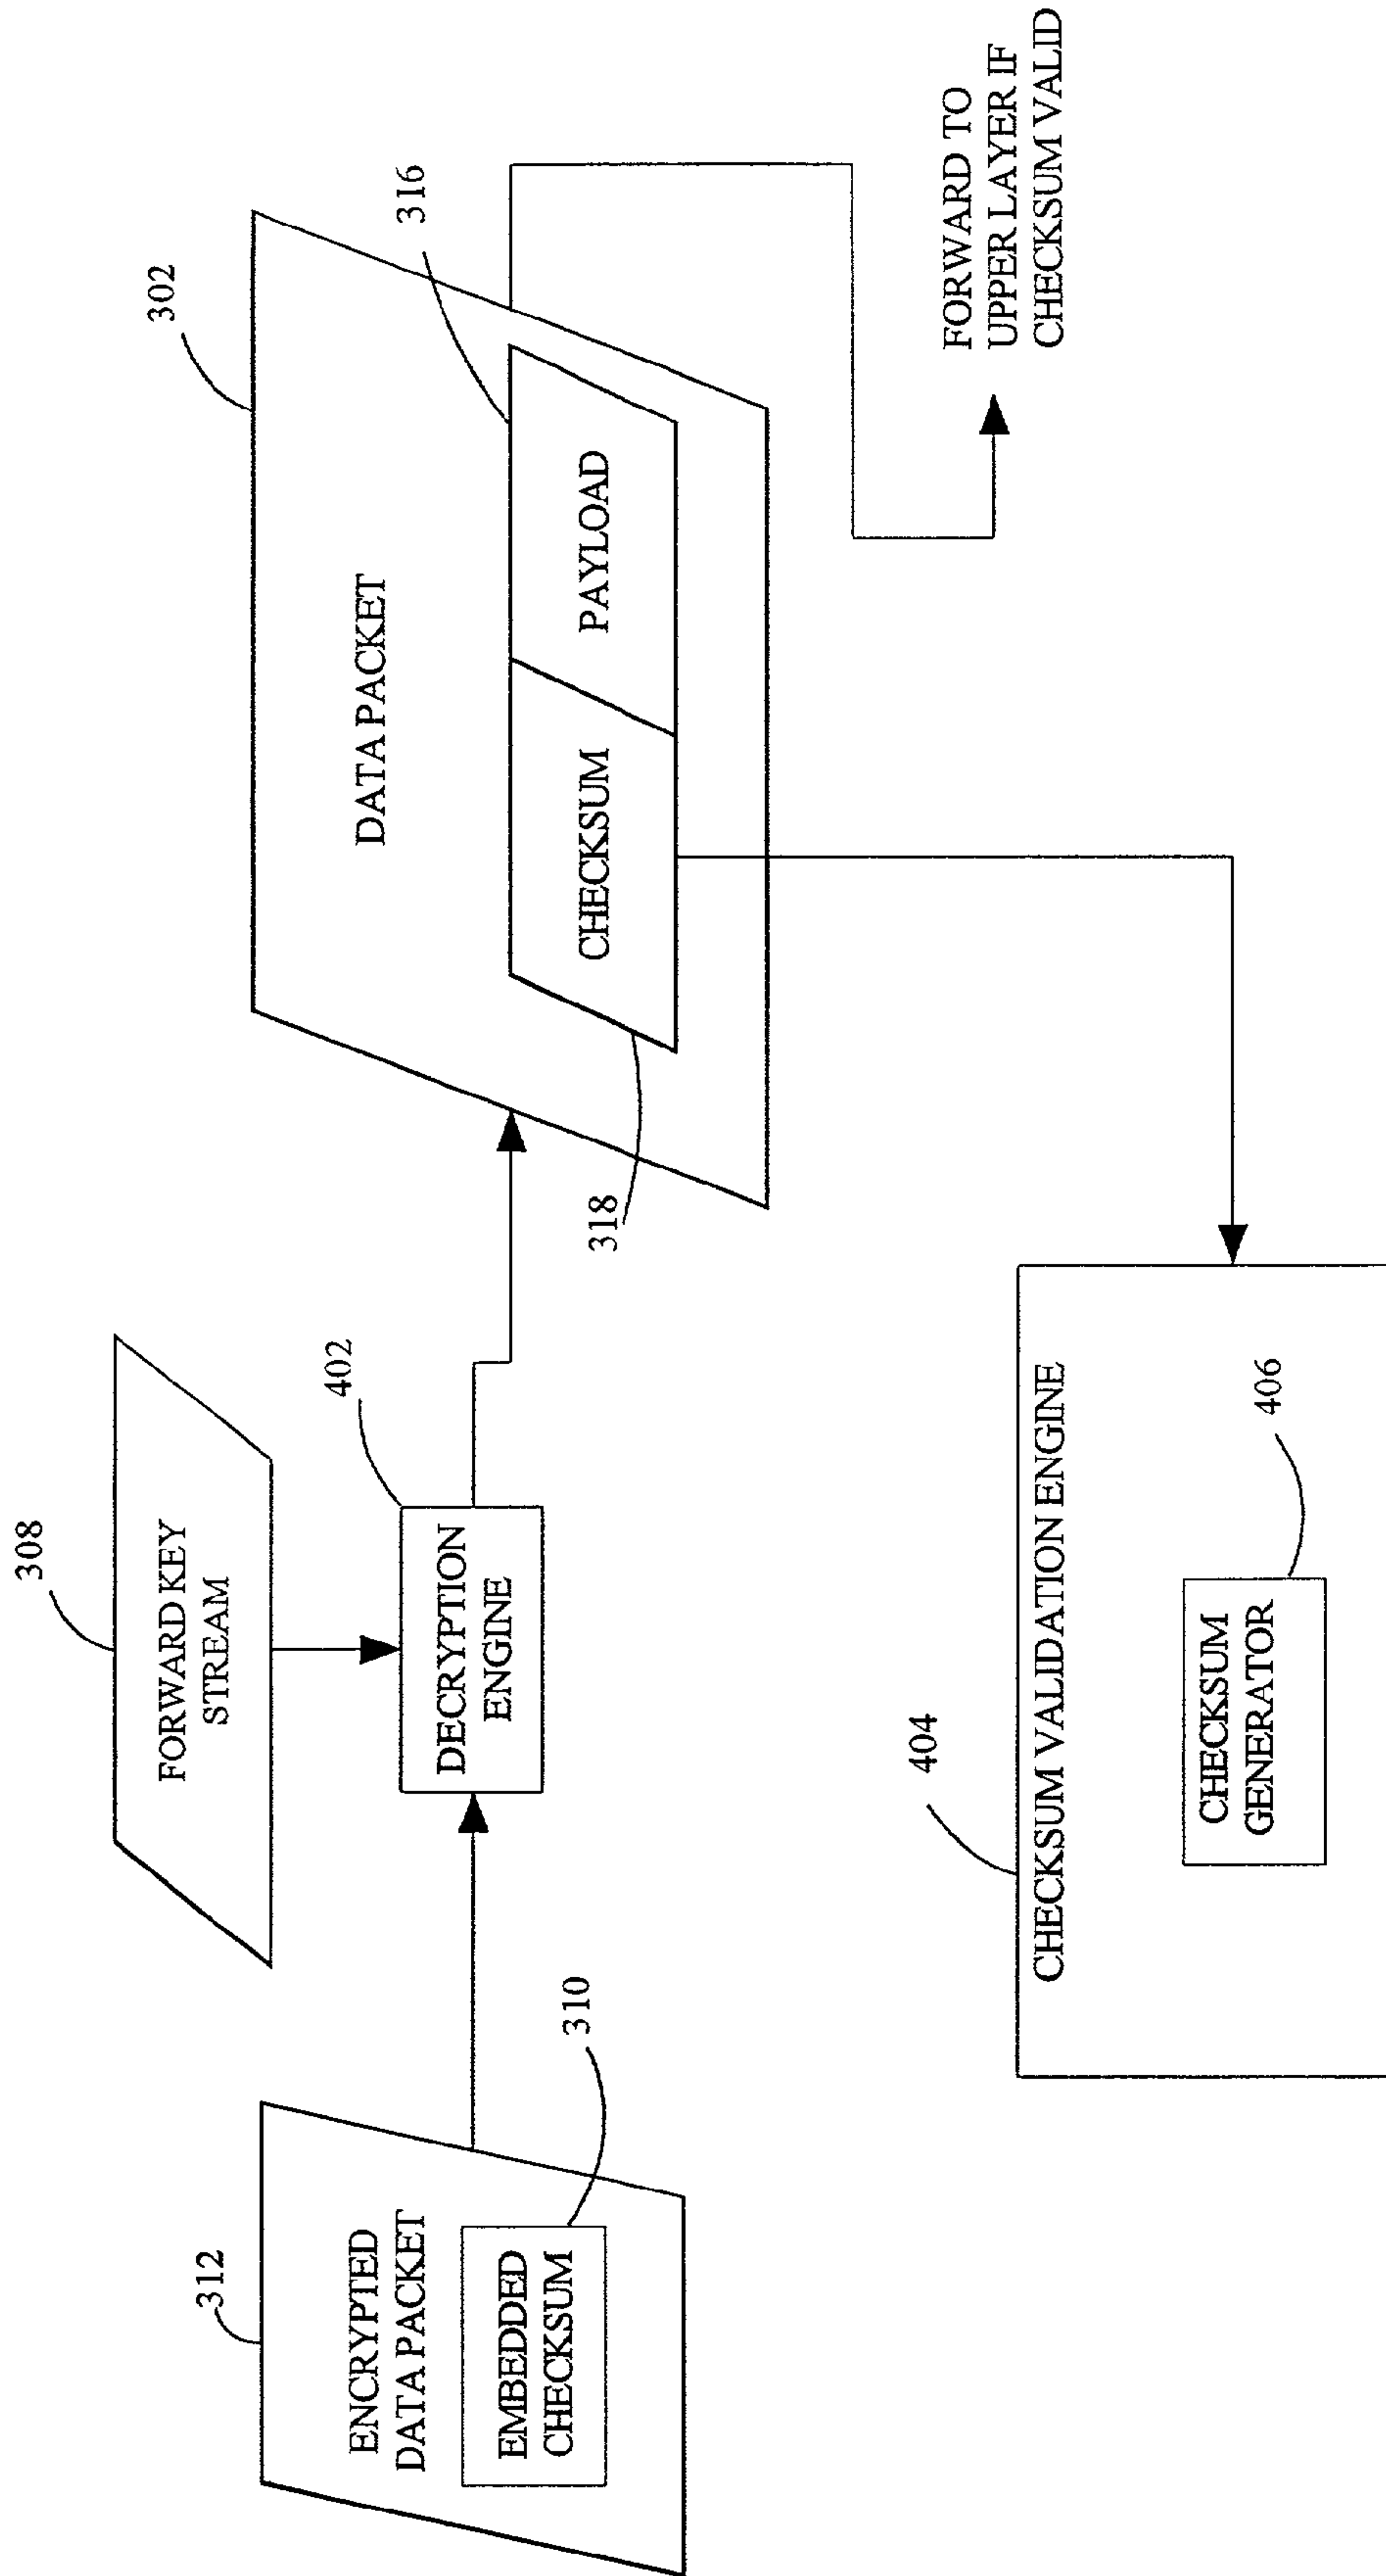 308
FORWARD KEY
STREAM
312
ENCRYPTED
DATA PACKET
EMBEDDED
CHECKSUM
310
402
DECRYPTION
ENGINE
302
DATA PACKET
316
CHECKSUM
PAYLOAD
318
404
CHECKSUM VALIDATION ENGINE
CHECKSUM
GENERATOR
406
FORWARD TO
UPPER LAYER IF
CHECKSUM VALID